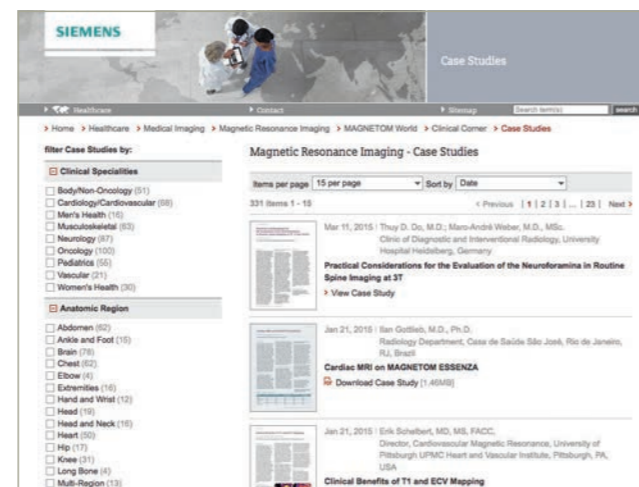 SIEMENS
Case Studies
Healthcare
Contact
Sitemap
Search term(s)
search
> Home > Healthcare > Medical Imaging > Magnetic Resonance Imaging > MAGNETOM World > Clinical Corner > Case Studies
filter Case Studies by:
Clinical Specialities
Body/Non-Oncology (51)
Cardiology/Cardiovascular (68)
Men's Health (16)
Musculoskeletal (63)
Neurology (87)
Oncology (100)
Pediatrics (55)
Vascular (21)
Women's Health (30)
Anatomic Region
Abdomen (62)
Ankle and Foot (15)
Brain (78)
Chest (62)
Elbow (4)
Extremities (16)
Hand and Wrist (12)
Head (19)
Head and Neck (16)
Heart (50)
Hip (17)
Knee (31)
Long Bone (4)
Multi-Region (13)
Magnetic Resonance Imaging - Case Studies
Items per page 15 per page Sort by Date
331 Items 1 - 15 < Previous | 1 | 2 | 3 | ... | 23 | Next >
Mar 11, 2015 | Thuy D. Do, M.D.; Marc-André Weber, M.D., MSc.
Clinic of Diagnostic and Interventional Radiology, University
Hospital Heidelberg, Germany
Practical Considerations for the Evaluation of the Neuroforamina in Routine
Spine Imaging at 3T
> View Case Study
Jan 21, 2015 | Ilan Gottlieb, M.D., Ph.D.
Radiology Department, Casa de Saúde São José, Rio de Janeiro,
RJ, Brazil
Cardiac MRI on MAGNETOM ESSENZA
Download Case Study [1.46MB]
Jan 21, 2015 | Erik Schelbert, MD, MS, FACC.
Director, Cardiovascular Magnetic Resonance, University of
Pittsburgh UPMC Heart and Vascular Institute, Pittsburgh, PA,
USA
Clinical Benefits of T1 and ECV Mapping